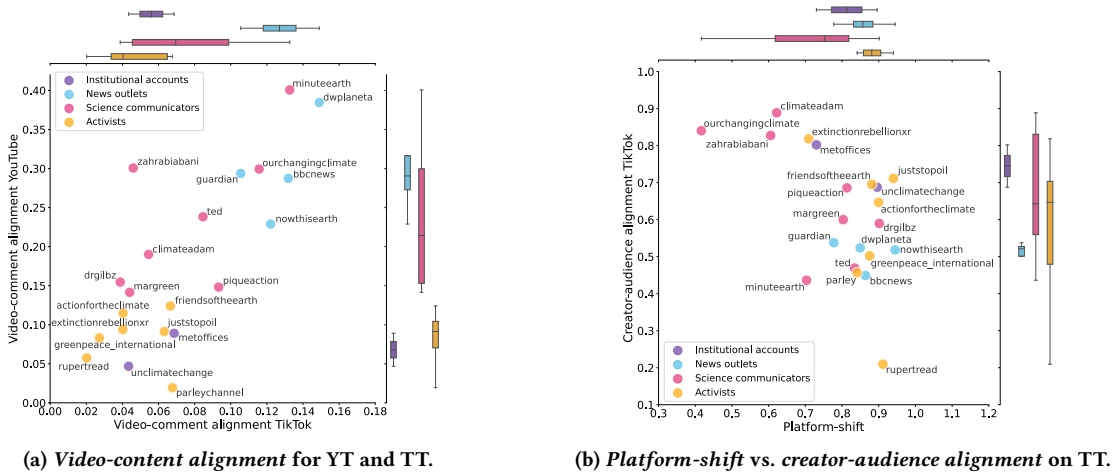 Institutional accounts
News outlets
Science communicators
Activists
minuteearth
dwplaneta
zahrabiabani
ourchangingclimate
guardian
bbcnews
ted
nowthisearth
climateadam
drgilbz
piqueaction
margreen
friendsoftheearth
actionfortheclimate
extinctionrebellionxr
juststopoil
metoffices
greenpeace_international
rupertread
unclimatechange
parleychannel
0.40
0.35
0.30
0.25
0.20
0.15
0.10
0.05
0.00
Video-comment alignment YouTube
0.00 0.02 0.04 0.06 0.08 0.10 0.12 0.14 0.16 0.18
Video-comment alignment TikTok
(a) Video-content alignment for YT and TT.
climateadam
ourchangingclimate
extinctionrebellionxr
zahrabiabani
metoffices
friendsoftheearth
juststopoil
piqueaction
unclimatechange
actionfortheclimate
margreen
drgilbz
guardian
dwplaneta
nowthisearth
greenpeace_international
ted
parley
bbcnews
minuteearth
rupertread
Institutional accounts
News outlets
Science communicators
Activists
1.0
0.9
0.8
0.7
0.6
0.5
0.4
0.3
0.2
0.1
Creator-audience alignment TikTok
0.3 0.4 0.5 0.6 0.7 0.8 0.9 1.0 1.1 1.2
Platform-shift
(b) Platform-shift vs. creator-audience alignment on TT.